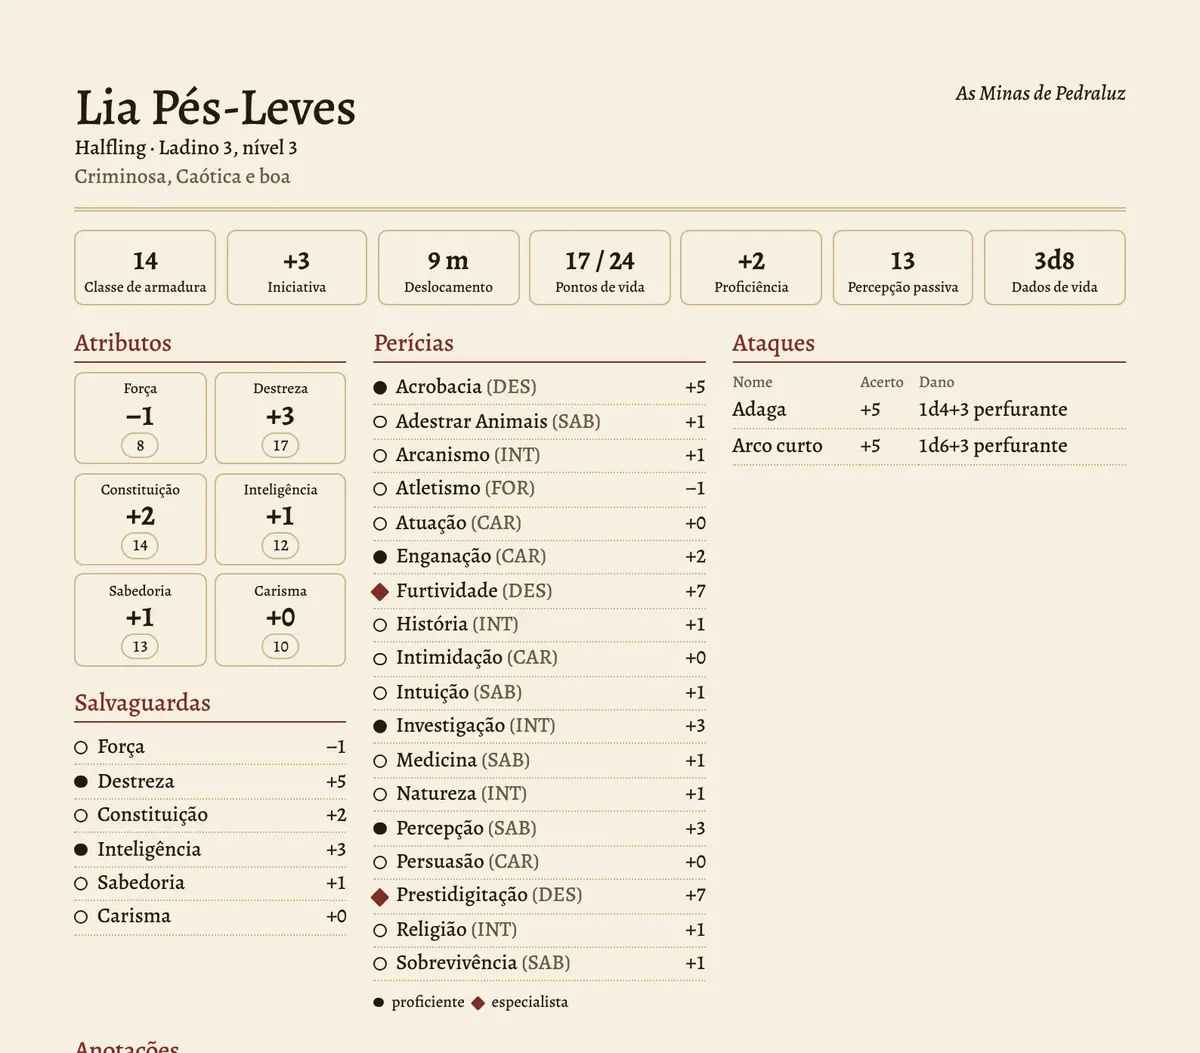 Lia Pés-Leves
As Minas de Pedraluz
Halfling · Ladino 3, nível 3
Criminosa, Caótica e boa
14
Classe de armadura
+3
Iniciativa
9 m
Deslocamento
17 / 24
Pontos de vida
+2
Proficiência
13
Percepção passiva
3d8
Dados de vida
Atributos
Força
−1
8
Destreza
+3
17
Constituição
+2
14
Inteligência
+1
12
Sabedoria
+1
13
Carisma
+0
10
Salvaguardas
Força −1
Destreza +5
Constituição +2
Inteligência +3
Sabedoria +1
Carisma +0
Perícias
Acrobacia (DES) +5
Adestrar Animais (SAB) +1
Arcanismo (INT) +1
Atletismo (FOR) −1
Atuação (CAR) +0
Enganação (CAR) +2
Furtividade (DES) +7
História (INT) +1
Intimidação (CAR) +0
Intuição (SAB) +1
Investigação (INT) +3
Medicina (SAB) +1
Natureza (INT) +1
Percepção (SAB) +3
Persuasão (CAR) +0
Prestidigitação (DES) +7
Religião (INT) +1
Sobrevivência (SAB) +1
proficiente especialista
Ataques
Nome Acerto Dano
Adaga +5 1d4+3 perfurante
Arco curto +5 1d6+3 perfurante
Anotações